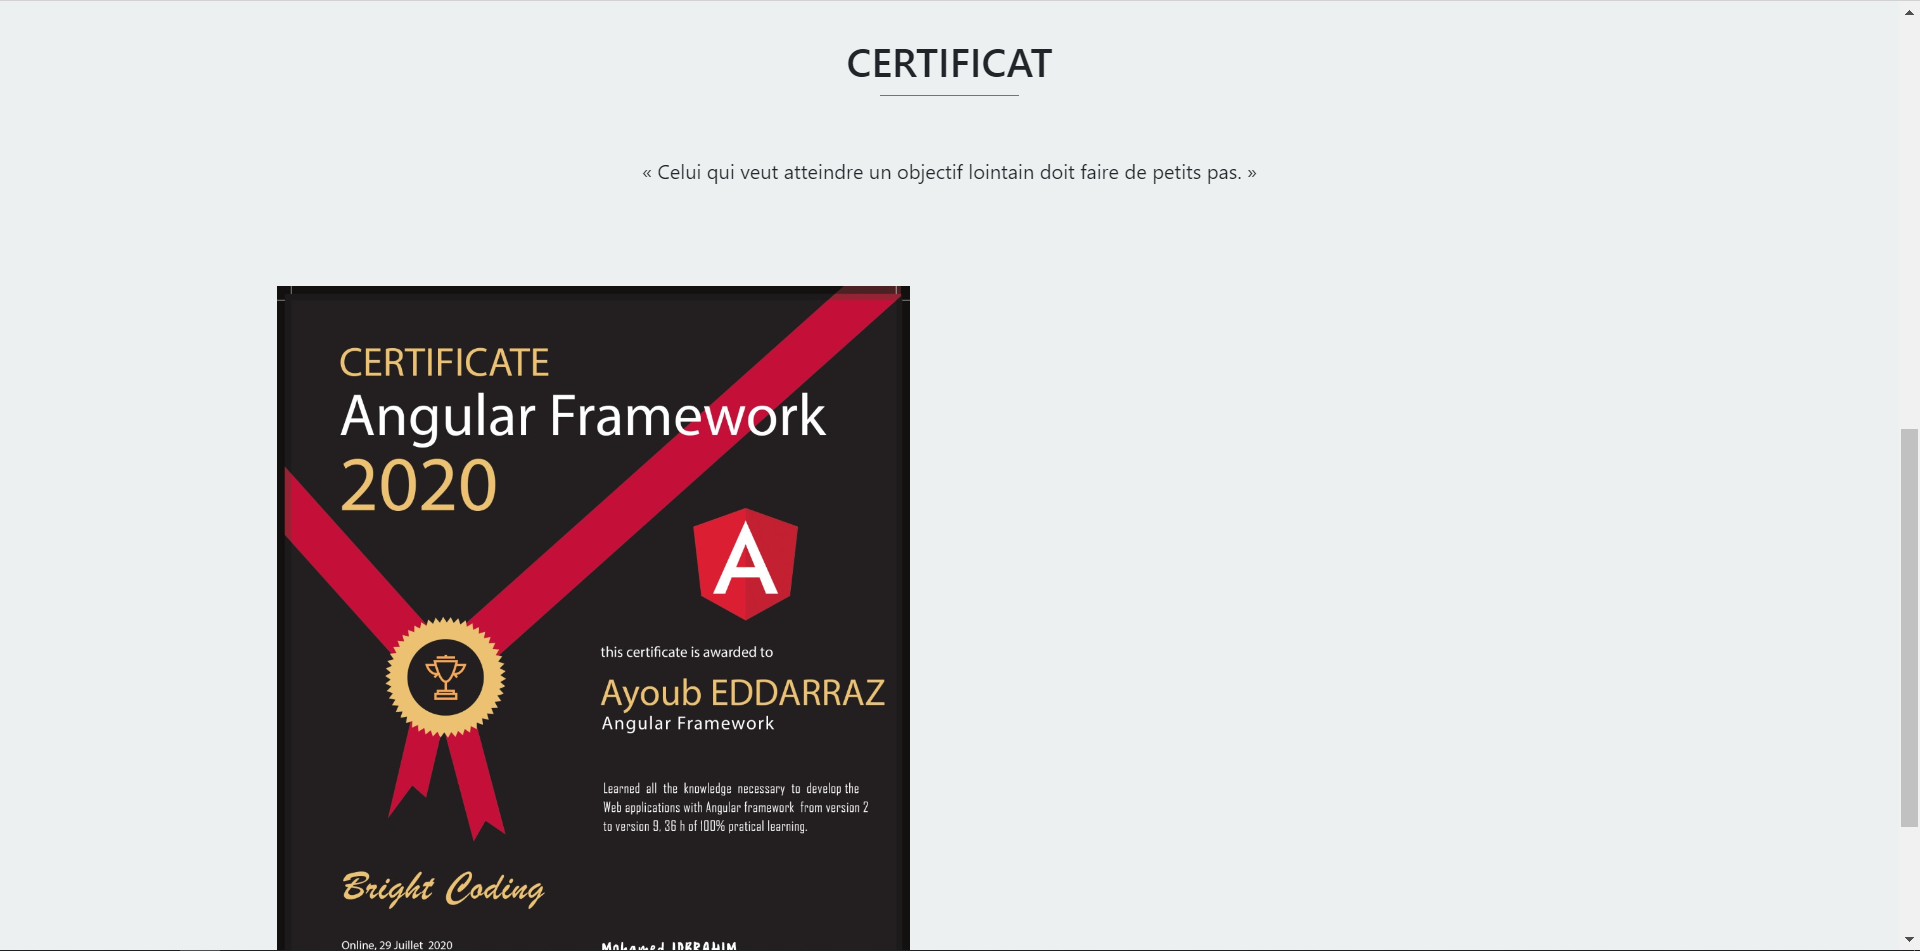 CERTIFICAT
« Celui qui veut atteindre un objectif lointain doit faire de petits pas. »
CERTIFICATE
Angular Framework
2020
A
this certificate is awarded to
Ayoub EDDARRAZ
Angular Framework
Learned all the knowledge necessary to develop the
Web applications with Angular framework from version 2
to version 9, 36 h of 100% pratical learning.
Bright Coding
Online, 29 Juillet 2020
Mohamed IDBRAHIM